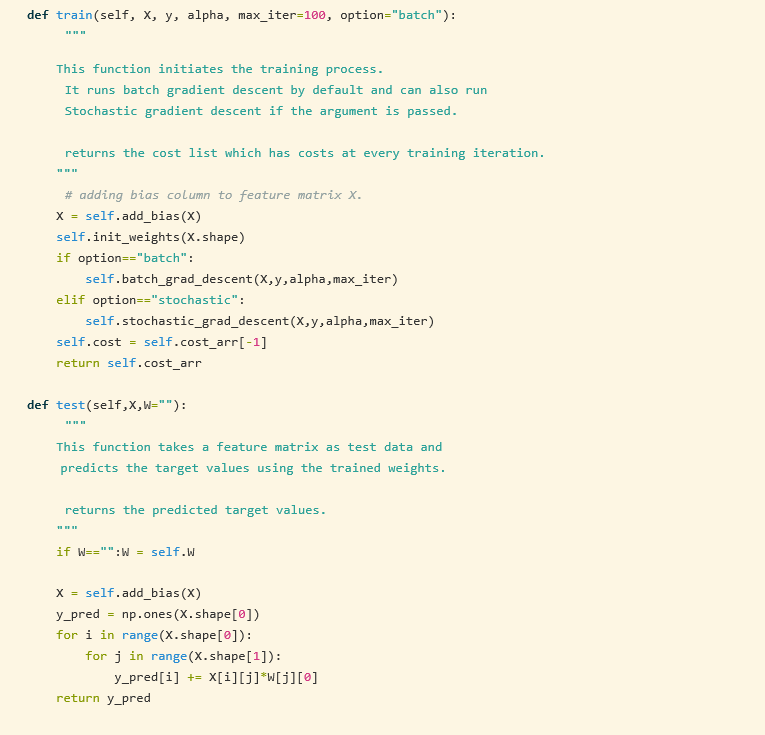 def train(self, X, y, alpha, max_iter=100, option="batch"):
"""
This function initiates the training process.
It runs batch gradient descent by default and can also run
Stochastic gradient descent if the argument is passed.
returns the cost list which has costs at every training iteration.
"""
# adding bias column to feature matrix X.
X = self.add_bias(X)
self.init_weights(X.shape)
if option=="batch":
self.batch_grad_descent(X,y,alpha,max_iter)
elif option=="stochastic":
self.stochastic_grad_descent(X,y,alpha,max_iter)
self.cost = self.cost_arr[-1]
return self.cost_arr
def test(self,X,W=""):
"""
This function takes a feature matrix as test data and
predicts the target values using the trained weights.
returns the predicted target values.
"""
if W=="":W = self.W
X = self.add_bias(X)
y_pred = np.ones(X.shape[0])
for i in range(X.shape[0]):
for j in range(X.shape[1]):
y_pred[i] += X[i][j]*W[j][0]
return y_pred